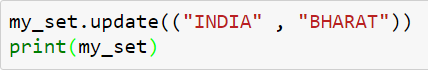 my_set.update(("INDIA" , "BHARAT"))
print(my_set)